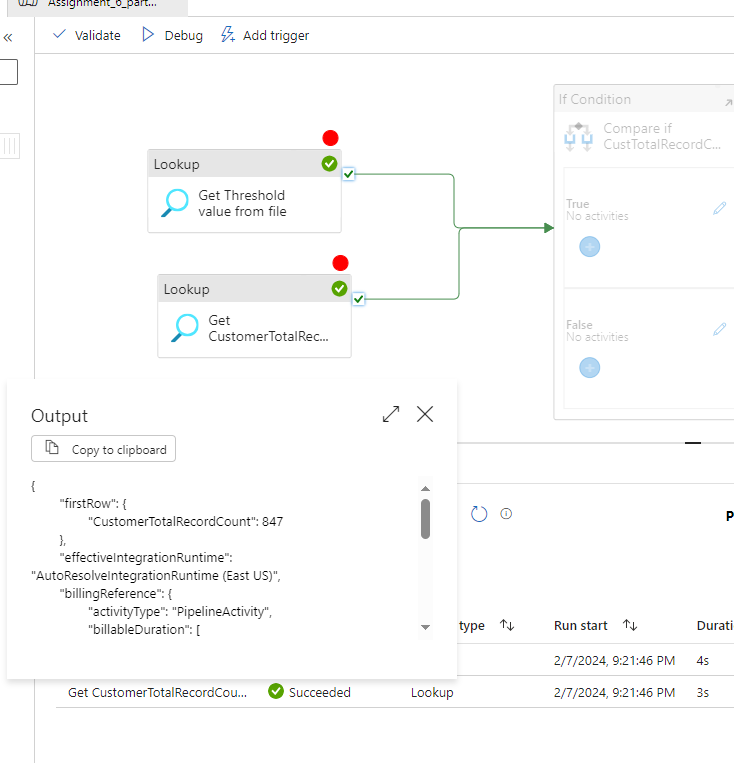 Assignment_6_part...
«
Validate
Debug
Add trigger
If Condition
Compare if
CustTotalRecordC...
Lookup
Get Threshold
value from file
True
No activities
Lookup
Get
CustomerTotalRec...
False
No activities
Output
Copy to clipboard
{
"firstRow": {
"CustomerTotalRecordCount": 847
},
"effectiveIntegrationRuntime":
"AutoResolveIntegrationRuntime (East US)",
"billingReference": {
"activityType": "PipelineActivity",
"billableDuration": [
P
type
Run start
Durati
2/7/2024, 9:21:46 PM
4s
Get CustomerTotalRecordCou...
Succeeded
Lookup
2/7/2024, 9:21:46 PM
3s